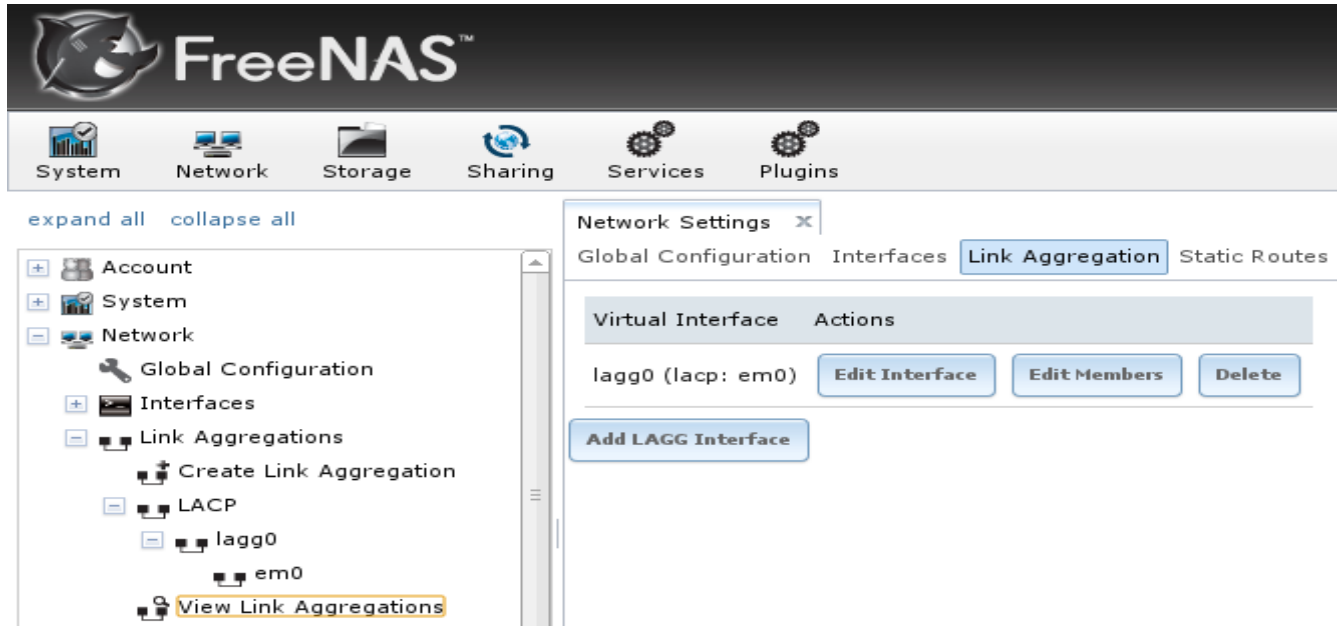 FreeNAS™
System Network Storage Sharing Services Plugins
expand all collapse all
Account
System
Network
Global Configuration
Interfaces
Link Aggregations
Create Link Aggregation
LACP
lagg0
em0
View Link Aggregations
Network Settings X
Global Configuration Interfaces Link Aggregation Static Routes
Virtual Interface Actions
lagg0 (lacp: em0) Edit Interface Edit Members Delete
Add LAGG Interface